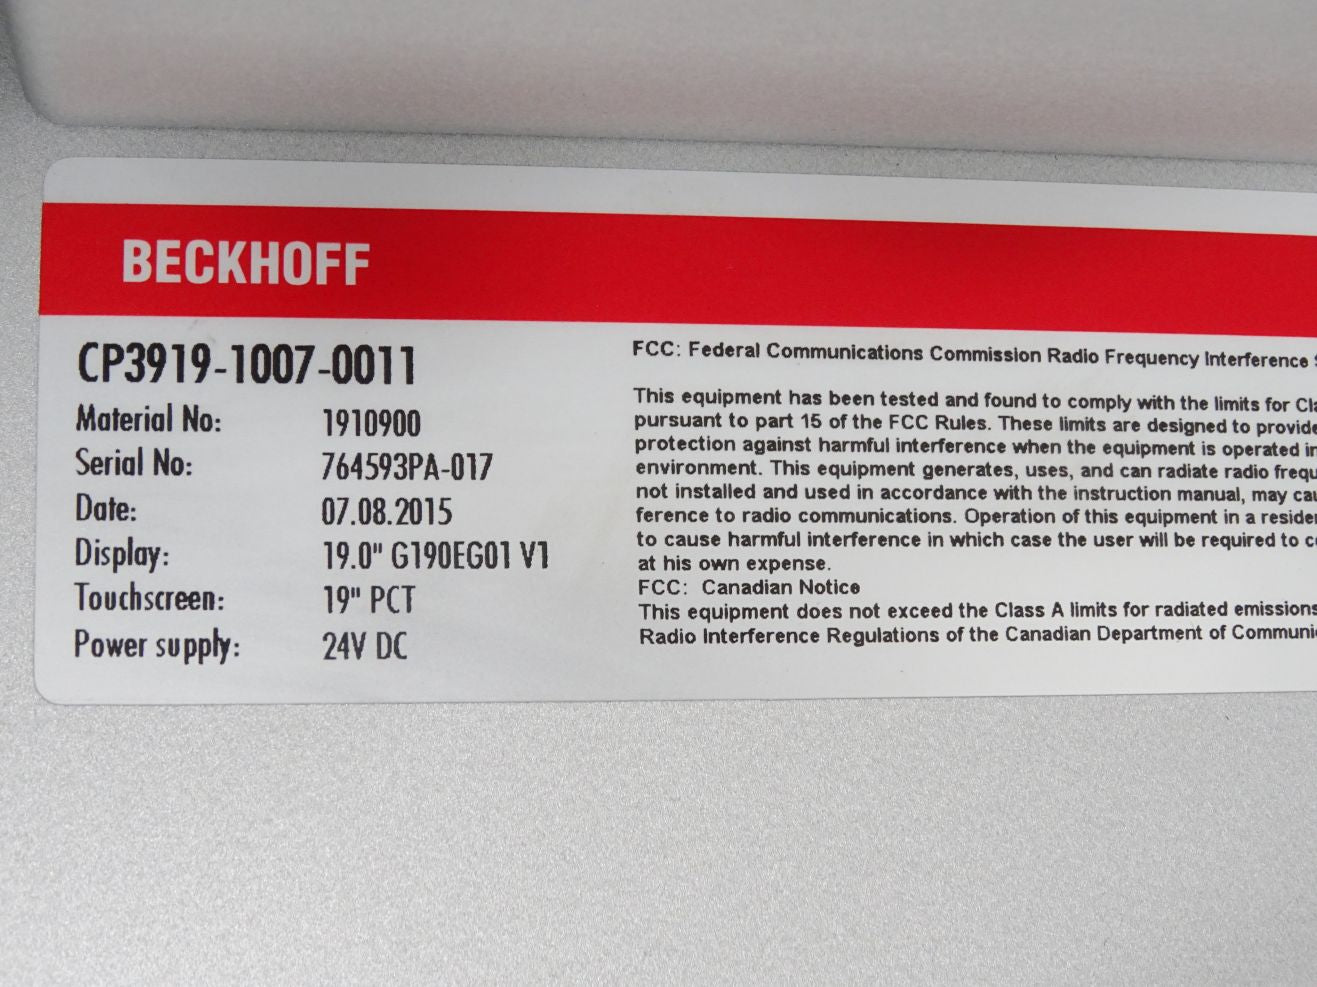 BECKHOFF
CP3919-1007-0011
Material No: 1910900
Serial No: 764593PA-017
Date: 07.08.2015
Display: 19.0" G190EG01 V1
Touchscreen: 19" PCT
Power supply: 24V DC
FCC: Federal Communications Commission Radio Frequency Interference
This equipment has been tested and found to comply with the limits for
pursuant to part 15 of the FCC Rules. These limits are designed to provide
protection against harmful interference when the equipment is operated in
environment. This equipment generates, uses, and can radiate radio
not installed and used in accordance with the instruction manual, may
ference to radio communications. Operation of this equipment in a
to cause harmful interference in which case the user will be required to
at his own expense.
FCC: Canadian Notice
This equipment does not exceed the Class A limits for radiated emissions
Radio Interference Regulations of the Canadian Department of